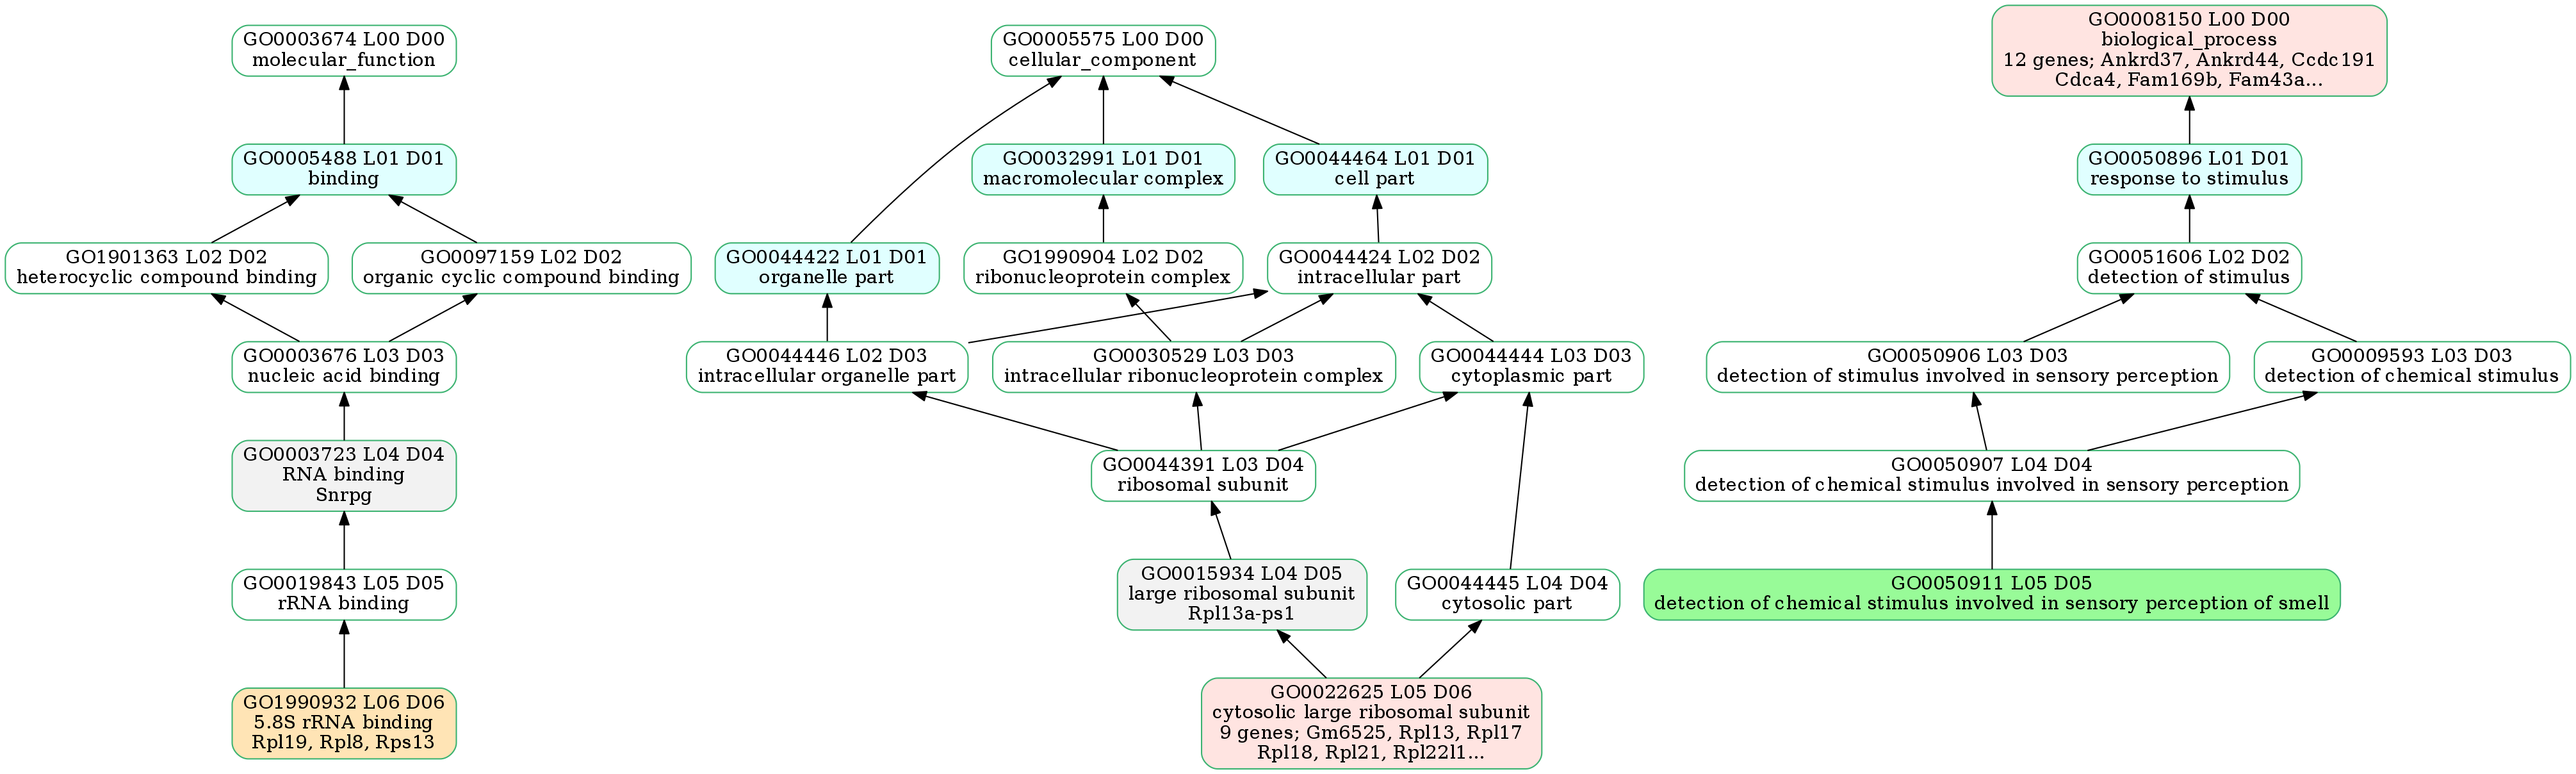 GO0003674 L00 D00
molecular_function
GO0005488 L01 D01
binding
GO1901363 L02 D02
heterocyclic compound binding
GO0097159 L02 D02
organic cyclic compound binding
GO0003676 L03 D03
nucleic acid binding
GO0003723 L04 D04
RNA binding
Snrpg
GO0019843 L05 D05
rRNA binding
GO1990932 L06 D06
5.8S rRNA binding
Rpl19, Rpl8, Rps13
GO0005575 L00 D00
cellular_component
GO0032991 L01 D01
macromolecular complex
GO0044464 L01 D01
cell part
GO0044422 L01 D01
organelle part
GO1990904 L02 D02
ribonucleoprotein complex
GO0044424 L02 D02
intracellular part
GO0044446 L02 D03
intracellular organelle part
GO0030529 L03 D03
intracellular ribonucleoprotein complex
GO0044444 L03 D03
cytoplasmic part
GO0044391 L03 D04
ribosomal subunit
GO0015934 L04 D05
large ribosomal subunit
Rpl13a-ps1
GO0044445 L04 D04
cytosolic part
GO0022625 L05 D06
cytosolic large ribosomal subunit
9 genes; Gm6525, Rpl13, Rpl17
Rpl18, Rpl21, Rpl22l1...
GO0008150 L00 D00
biological_process
12 genes; Ankrd37, Ankrd44, Ccdc191
Cdca4, Fam169b, Fam43a...
GO0050896 L01 D01
response to stimulus
GO0051606 L02 D02
detection of stimulus
GO0050906 L03 D03
detection of stimulus involved in sensory perception
GO0009593 L03 D03
detection of chemical stimulus
GO0050907 L04 D04
detection of chemical stimulus involved in sensory perception
GO0050911 L05 D05
detection of chemical stimulus involved in sensory perception of smell